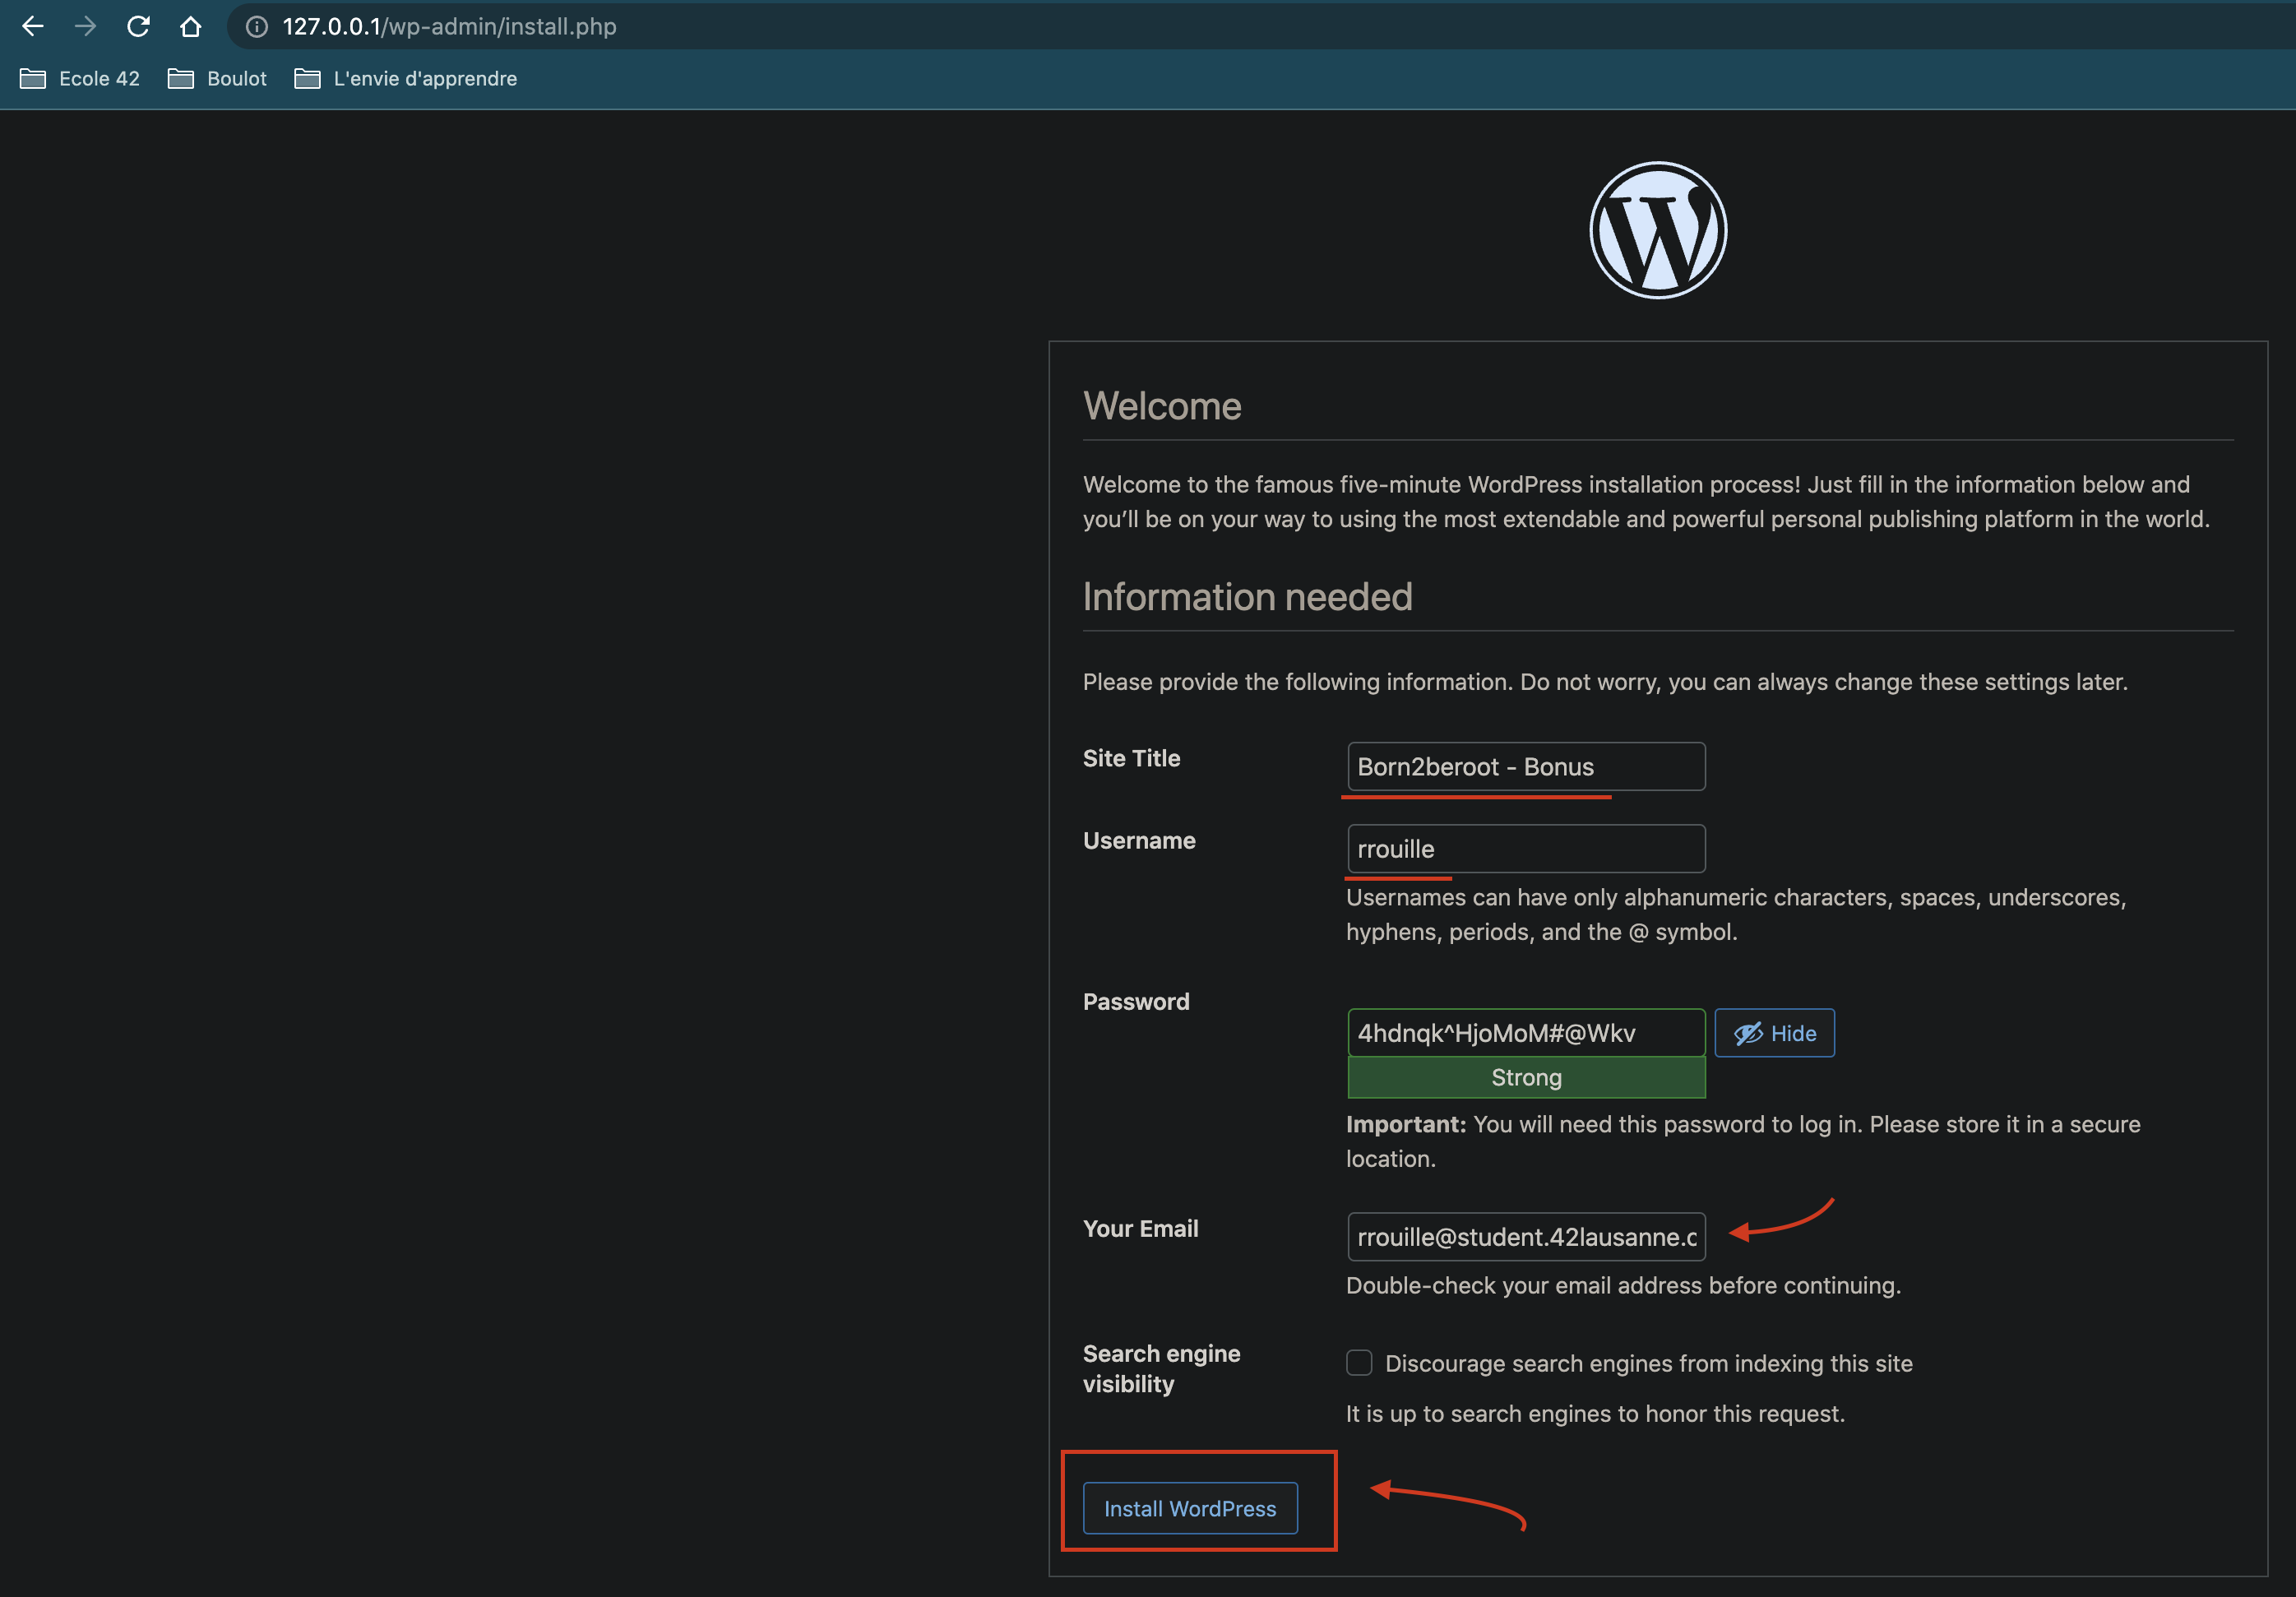 127.0.0.1/wp-admin/install.php
Ecole 42 Boulot L'envie d'apprendre
Welcome
Welcome to the famous five-minute WordPress installation process! Just fill in the information below and
you’ll be on your way to using the most extendable and powerful personal publishing platform in the world.
Information needed
Please provide the following information. Do not worry, you can always change these settings later.
Site Title
Born2beroot - Bonus
Username
rrouille
Usernames can have only alphanumeric characters, spaces, underscores,
hyphens, periods, and the @ symbol.
Password
4hdnqk^HjoMoM#@Wkv
Hide
Strong
Important: You will need this password to log in. Please store it in a secure
location.
Your Email
rrouille@student.42lausanne.c
Double-check your email address before continuing.
Search engine
visibility
Discourage search engines from indexing this site
It is up to search engines to honor this request.
Install WordPress